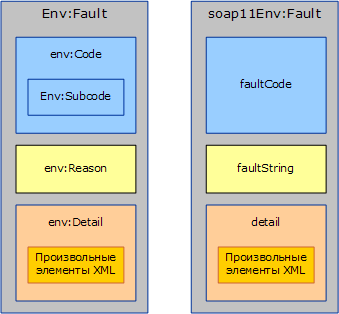 Env:Fault
env:Code
Env:Subcode
env:Reason
env:Detail
Произвольные
элементы XML
soap11Env:Fault
faultCode
faultString
detail
Произвольные
элементы XML